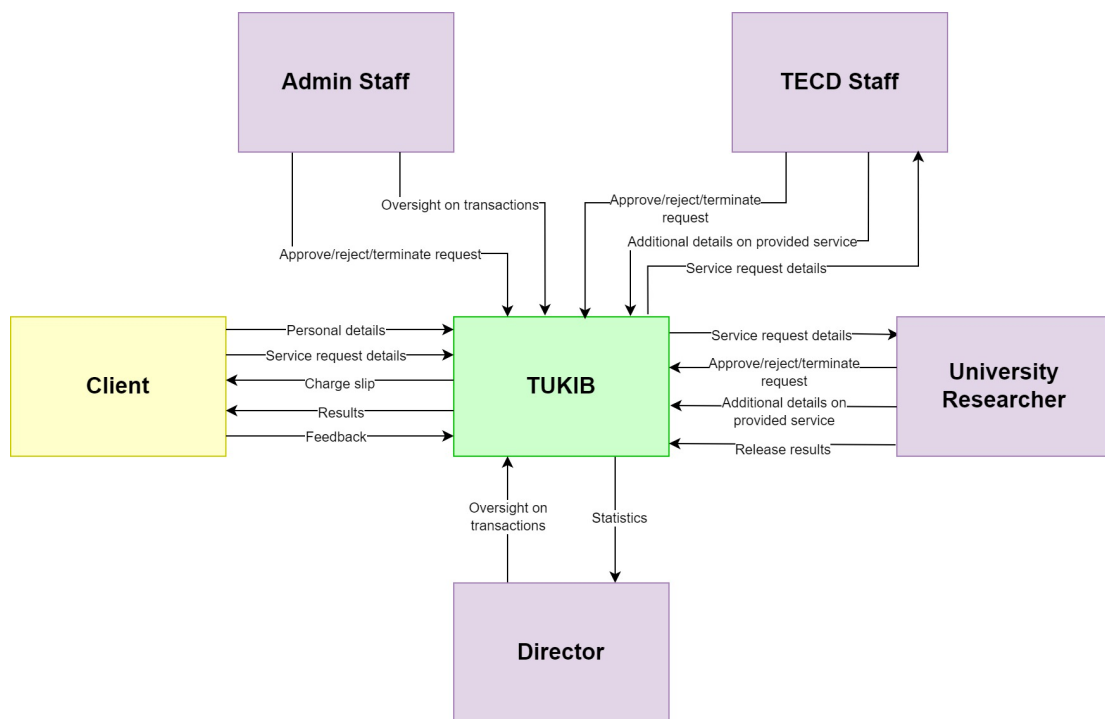 Admin Staff
TECD Staff
Oversight on transactions
Approve/reject/terminate
request
Approve/reject/terminate request
Additional details on provided service
Service request details
Client
Personal details
Service request details
Charge slip
Results
Feedback
TUKIB
Service request details
Approve/reject/terminate
request
Additional details on
provided service
Release results
University
Researcher
Oversight on
transactions
Statistics
Director